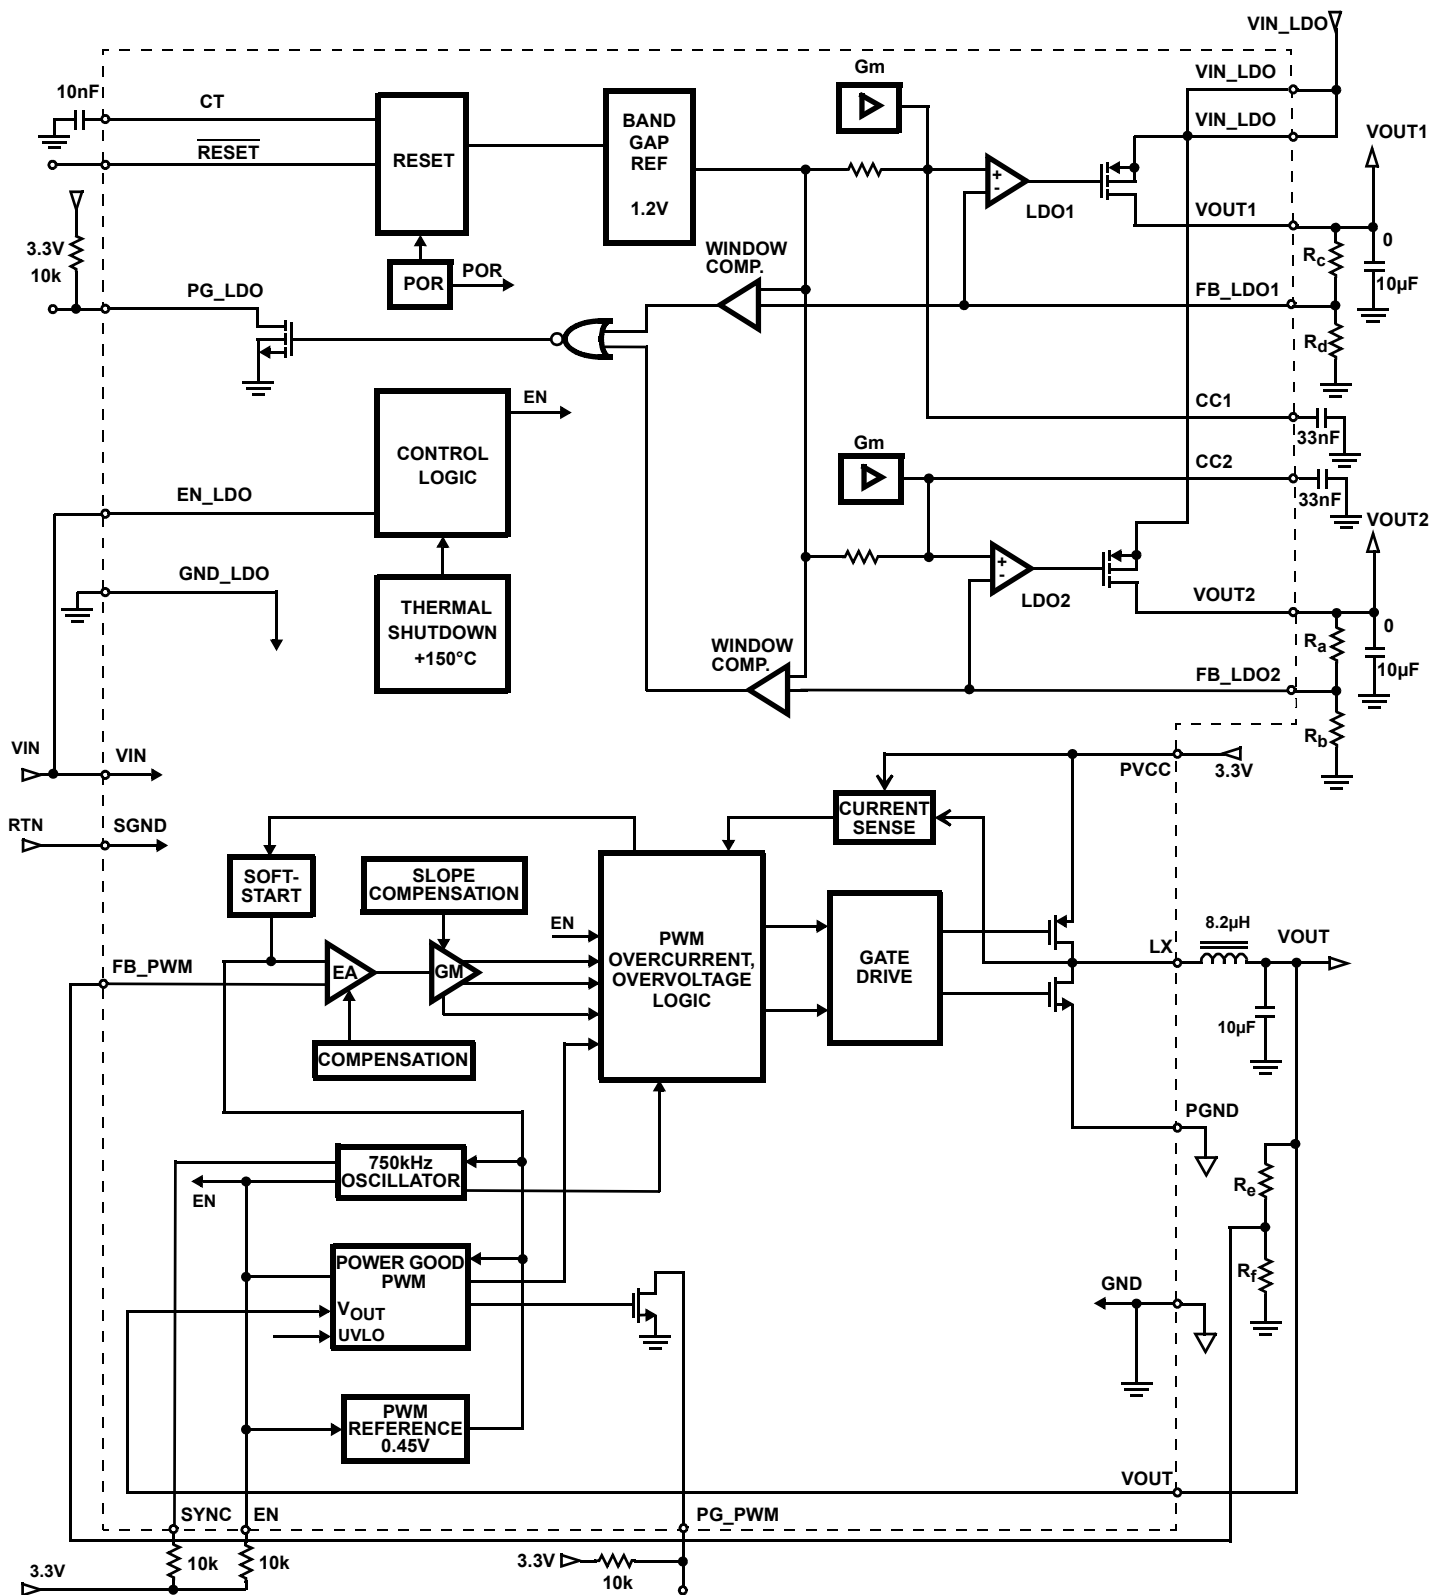 VIN_LDO
Gm
VIN_LDO
10nF
CT
VIN_LDO
BAND
GAP
REF
1.2V
VOUT1
RESET
RESET
+
-
LDO1
VOUT1
WINDOW
COMP.
0
3.3V
10k
Rc
10µF
POR
POR
PG_LDO
FB_LDO1
Rd
EN
CC1
33nF
Gm
CONTROL
LOGIC
CC2
33nF
EN_LDO
VOUT2
GND_LDO
+
-
LDO2
VOUT2
THERMAL
SHUTDOWN
+150°C
0
Ra
10µF
WINDOW
COMP.
FB_LDO2
Rb
VIN
VIN
PVCC
3.3V
CURRENT
SENSE
RTN
SGND
SOFT-
START
SLOPE
COMPENSATION
EN
PWM
OVERCURRENT,
OVERVOLTAGE
LOGIC
GATE
DRIVE
8.2µH
LX
VOUT
FB_PWM
EA
GM
10µF
COMPENSATION
PGND
750kHz
OSCILLATOR
EN
Re
POWER GOOD
PWM
VOUT
UVLO
Rf
GND
PWM
REFERENCE
0.45V
VOUT
SYNC
EN
PG_PWM
10k
10k
3.3V
3.3V
10k